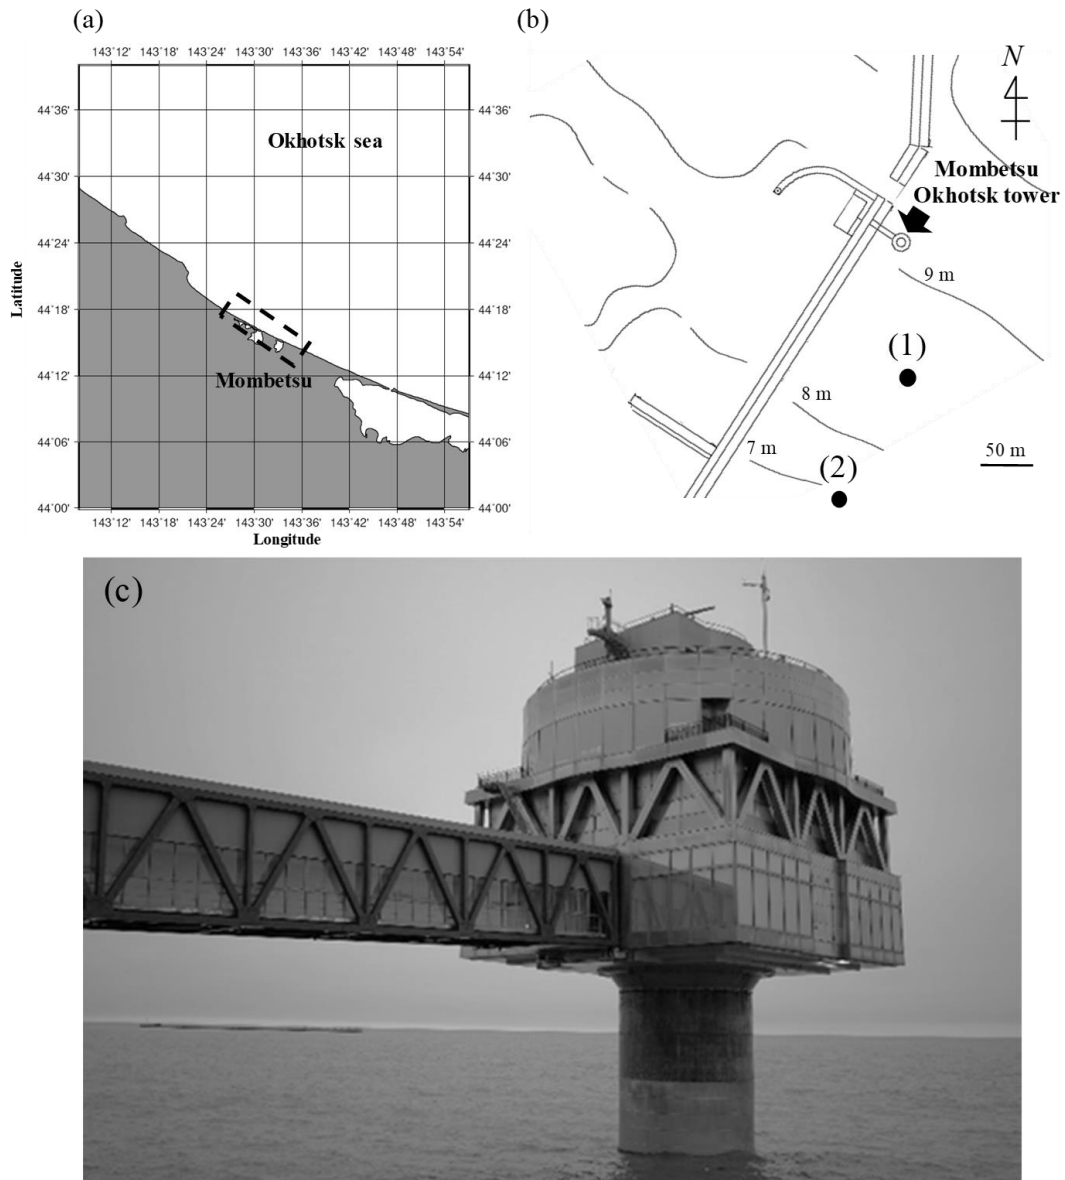 (a)
143˚12' 143˚18' 143˚24' 143˚30' 143˚36' 143˚42' 143˚48' 143˚54'
44˚36' 44˚36'
Okhotsk sea
44˚30' 44˚30'
44˚24' 44˚24'
44˚18' 44˚18'
44˚12' 44˚12'
Mombetsu
44˚06' 44˚06'
44˚00' 44˚00'
143˚12' 143˚18' 143˚24' 143˚30' 143˚36' 143˚42' 143˚48' 143˚54'
Latitude
Longitude
(b)
N
Mombetsu
Okhotsk tower
9 m
(1)
8 m
7 m
(2)
50 m
(c)